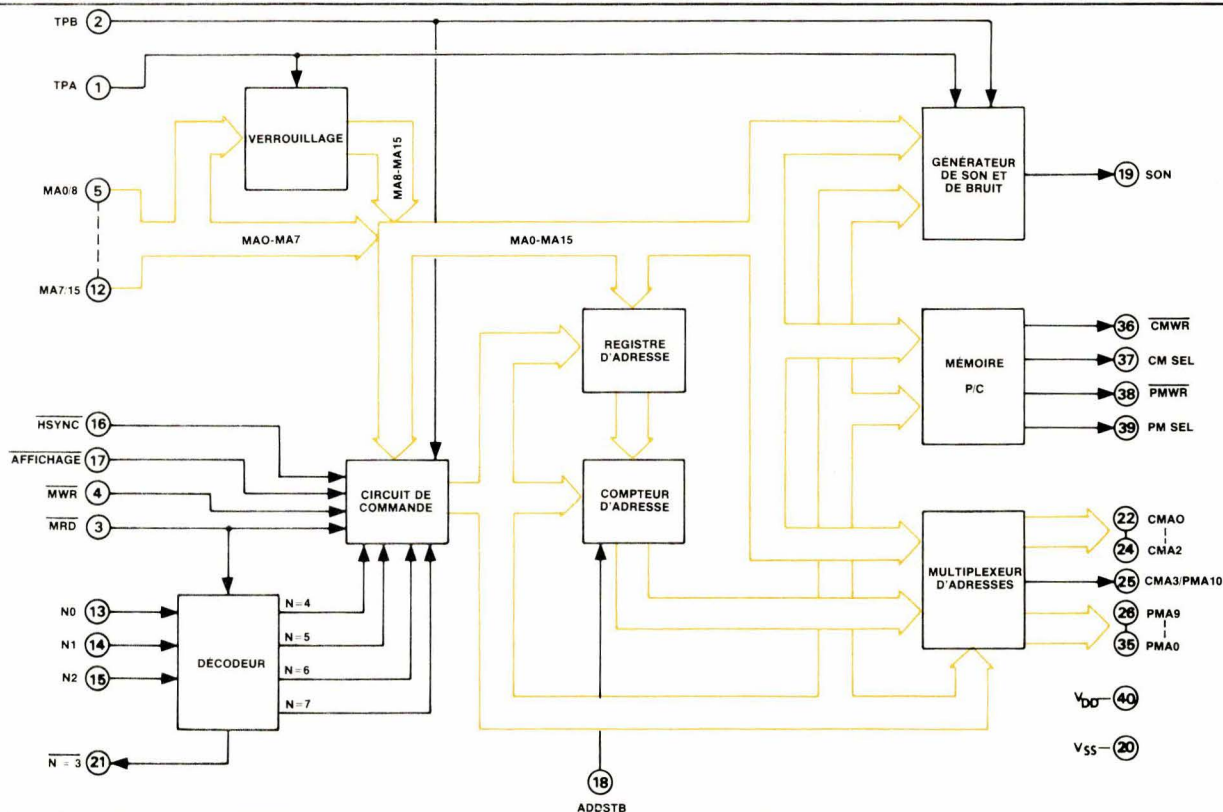 TPB 2
TPA 1
VERROUILLAGE
MA8-MA15
MA0/8 5
MAO-MA7
MA0-MA15
MA7/15 12
GÉNÉRATEUR
DE SON ET
DE BRUIT
19 SON
REGISTRE
D'ADRESSE
MÉMOIRE
P/C
36 CMWR
37 CM SEL
38 PMWR
39 PM SEL
HSYNC 16
AFFICHAGE 17
MWR 4
MRD 3
CIRCUIT DE
COMMANDE
COMPTEUR
D'ADRESSE
MULTIPLEXEUR
D'ADRESSES
22 CMAO
24 CMA2
25 CMA3/PMA10
26 PMA9
35 PMA0
N0 13
N1 14
N2 15
DÉCODEUR
N=4
N=5
N=6
N=7
N = 3 21
18
ADDSTB
VDD 40
VSS 20